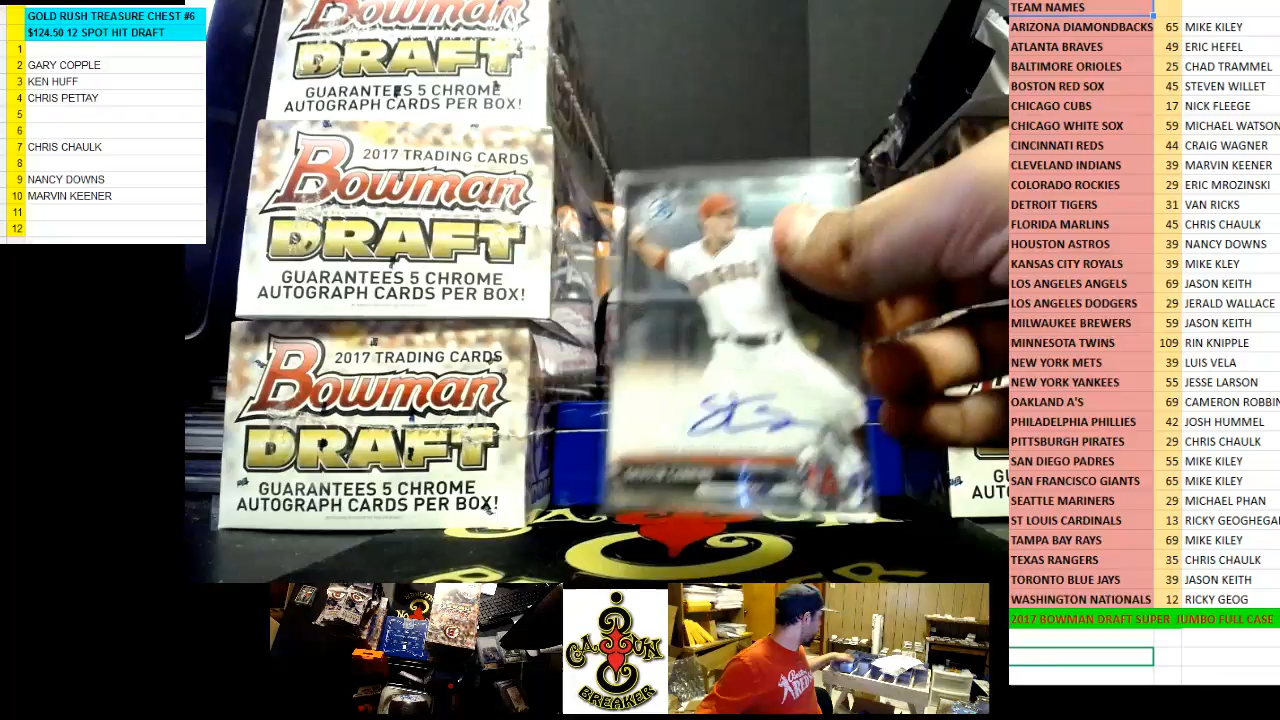 GOLD RUSH TREASURE CHEST #6
$124.50 12 SPOT HIT DRAFT
1
2 GARY COPPLE
3 KEN HUFF
4 CHRIS PETTAY
5
6
7 CHRIS CHAULK
8
9 NANCY DOWNS
10 MARVIN KEENER
11
12
Bowman
DRAFT
GUARANTEES 5 CHROME
AUTOGRAPH CARDS PER BOX!
2017 TRADING CARDS
Bowman
DRAFT
GUARANTEES 5 CHROME
AUTOGRAPH CARDS PER BOX!
2017 TRADING CARDS
Bowman
DRAFT
GUARANTEES 5 CHROME
AUTOGRAPH CARDS PER BOX!
CAJUN
BREAKER
REDS
TEAM NAMES
ARIZONA DIAMONDBACKS 65 MIKE KILEY
ATLANTA BRAVES 49 ERIC HEFEL
BALTIMORE ORIOLES 25 CHAD TRAMMEL
BOSTON RED SOX 45 STEVEN WILLET
CHICAGO CUBS 17 NICK FLEEGE
CHICAGO WHITE SOX 59 MICHAEL WATSON
CINCINNATI REDS 44 CRAIG WAGNER
CLEVELAND INDIANS 39 MARVIN KEENER
COLORADO ROCKIES 29 ERIC MROZINSKI
DETROIT TIGERS 31 VAN RICKS
FLORIDA MARLINS 45 CHRIS CHAULK
HOUSTON ASTROS 39 NANCY DOWNS
KANSAS CITY ROYALS 39 MIKE KLEY
LOS ANGELES ANGELS 69 JASON KEITH
LOS ANGELES DODGERS 29 JERALD WALLACE
MILWAUKEE BREWERS 59 JASON KEITH
MINNESOTA TWINS 109 RIN KNIPPLE
NEW YORK METS 39 LUIS VELA
NEW YORK YANKEES 55 JESSE LARSON
OAKLAND A'S 69 CAMERON ROBBIN
PHILADELPHIA PHILLIES 42 JOSH HUMMEL
PITTSBURGH PIRATES 29 CHRIS CHAULK
SAN DIEGO PADRES 55 MIKE KILEY
SAN FRANCISCO GIANTS 65 MIKE KILEY
SEATTLE MARINERS 29 MICHAEL PHAN
ST LOUIS CARDINALS 13 RICKY GEOGHEGA
TAMPA BAY RAYS 69 MIKE KILEY
TEXAS RANGERS 35 CHRIS CHAULK
TORONTO BLUE JAYS 39 JASON KEITH
WASHINGTON NATIONALS 12 RICKY GEOG
2017 BOWMAN DRAFT SUPER JUMBO FULL CASE